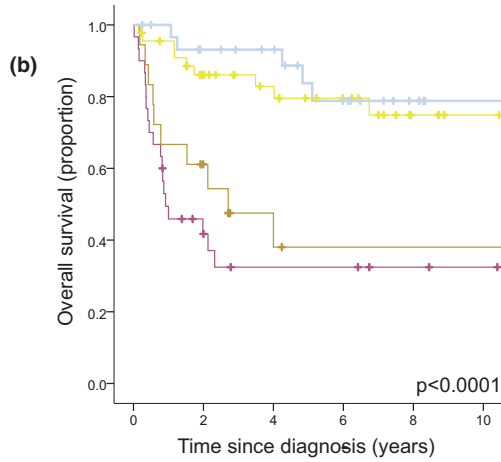 (b)
Overall survival (proportion)
1.0
0.8
0.6
0.4
0.2
0.0
p<0.0001
0 2 4 6 8 10
Time since diagnosis (years)